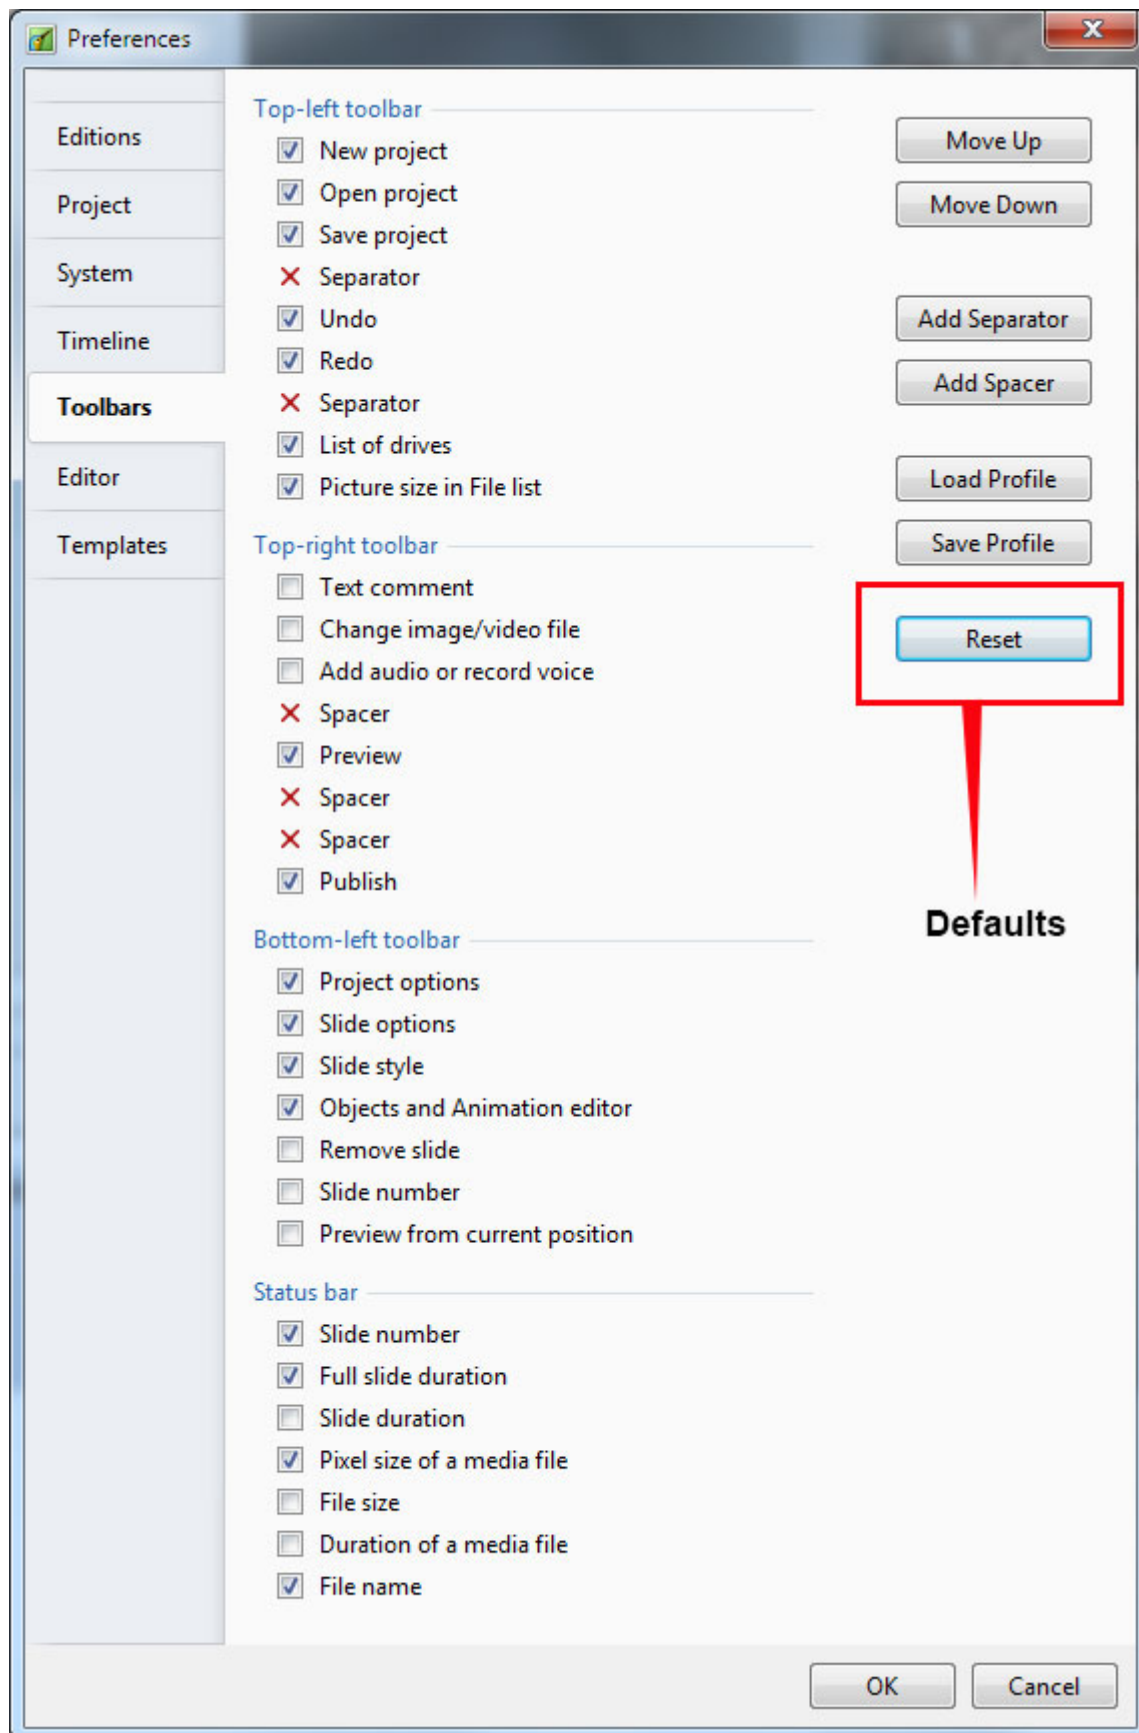 Preferences
Editions
Project
System
Timeline
Toolbars
Editor
Templates
Top-left toolbar
New project
Open project
Save project
Separator
Undo
Redo
Separator
List of drives
Picture size in File list
Top-right toolbar
Text comment
Change image/video file
Add audio or record voice
Spacer
Preview
Spacer
Spacer
Publish
Bottom-left toolbar
Project options
Slide options
Slide style
Objects and Animation editor
Remove slide
Slide number
Preview from current position
Status bar
Slide number
Full slide duration
Slide duration
Pixel size of a media file
File size
Duration of a media file
File name
Move Up
Move Down
Add Separator
Add Spacer
Load Profile
Save Profile
Reset
Defaults
OK
Cancel